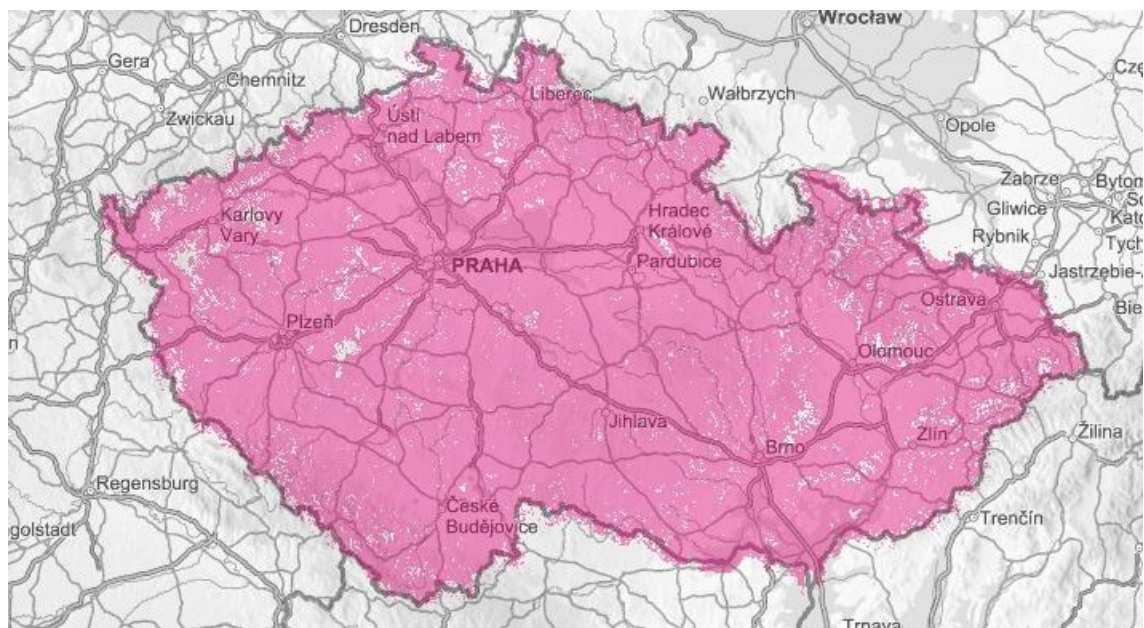 Wrocław
Dresden
Gera
Chemnitz
Zwickau
Liberec
Wałbrzych
Ústí
nad Labem
Opole
Zabrze
Bytom
Gliwice
Rybnik
Karlovy
Vary
Hradec
Králové
PRAHA
Pardubice
Jastrzebie-
Ostrava
Plzeň
Olomouc
Jihlava
Brno
Zlín
Žilina
Regensburg
České
Budějovice
Trenčín
golstadt
Trnava